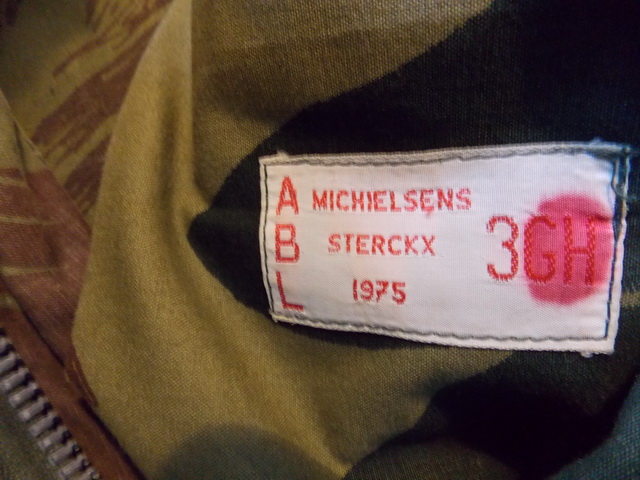 A MICHIELSENS
B STERCKX 3GH
L 1975